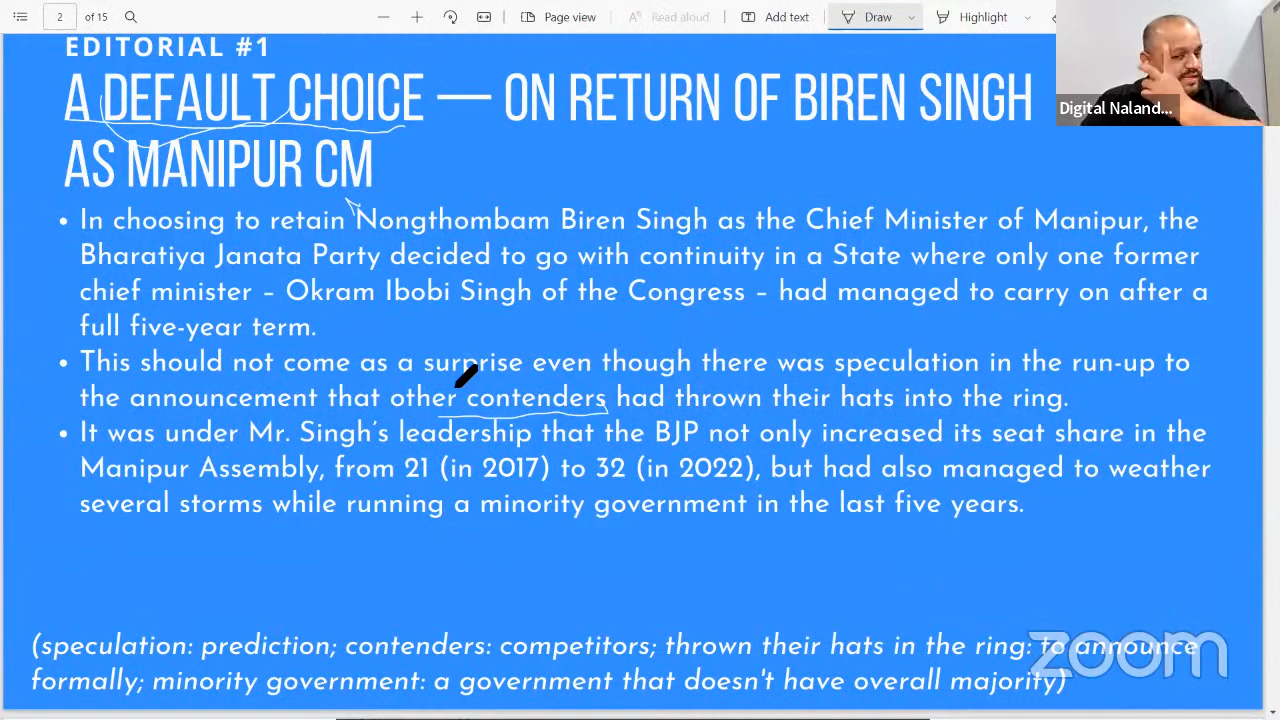 2 of 15 Page view Read aloud Add text Draw Highlight
EDITORIAL #1
A DEFAULT CHOICE — ON RETURN OF BIREN SINGH
AS MANIPUR CM
Digital Naland...
• In choosing to retain Nongthombam Biren Singh as the Chief Minister of Manipur, the
Bharatiya Janata Party decided to go with continuity in a State where only one former
chief minister – Okram Ibobi Singh of the Congress – had managed to carry on after a
full five-year term.
• This should not come as a surprise even though there was speculation in the run-up to
the announcement that other contenders had thrown their hats into the ring.
• It was under Mr. Singh's leadership that the BJP not only increased its seat share in the
Manipur Assembly, from 21 (in 2017) to 32 (in 2022), but had also managed to weather
several storms while running a minority government in the last five years.
(speculation: prediction; contenders: competitors; thrown their hats in the ring: to announce
formally; minority government: a government that doesn't have overall majority)
zoom